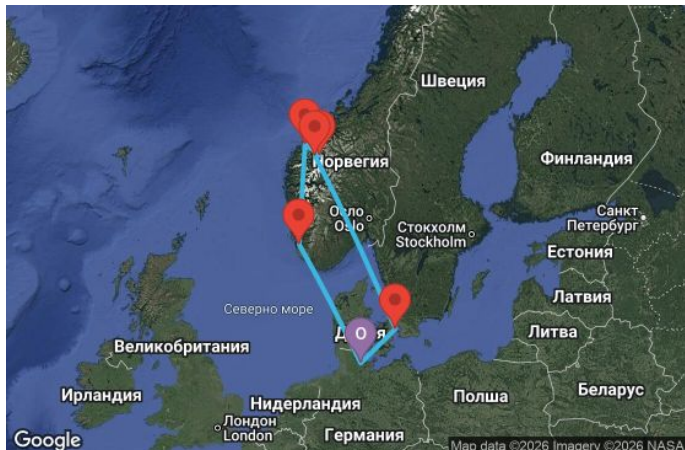 Швеция
Норвегия
Финландия
Осло
Oslo
Стокхолм
Stockholm
Санкт
Петербург
Естония
Латвия
Северно море
Литва
O
Великобритания
Беларус
Ирландия
Нидерландия
Полша
Лондон
London
Германия
Google
Map data ©2026 Imagery ©2026 NASA